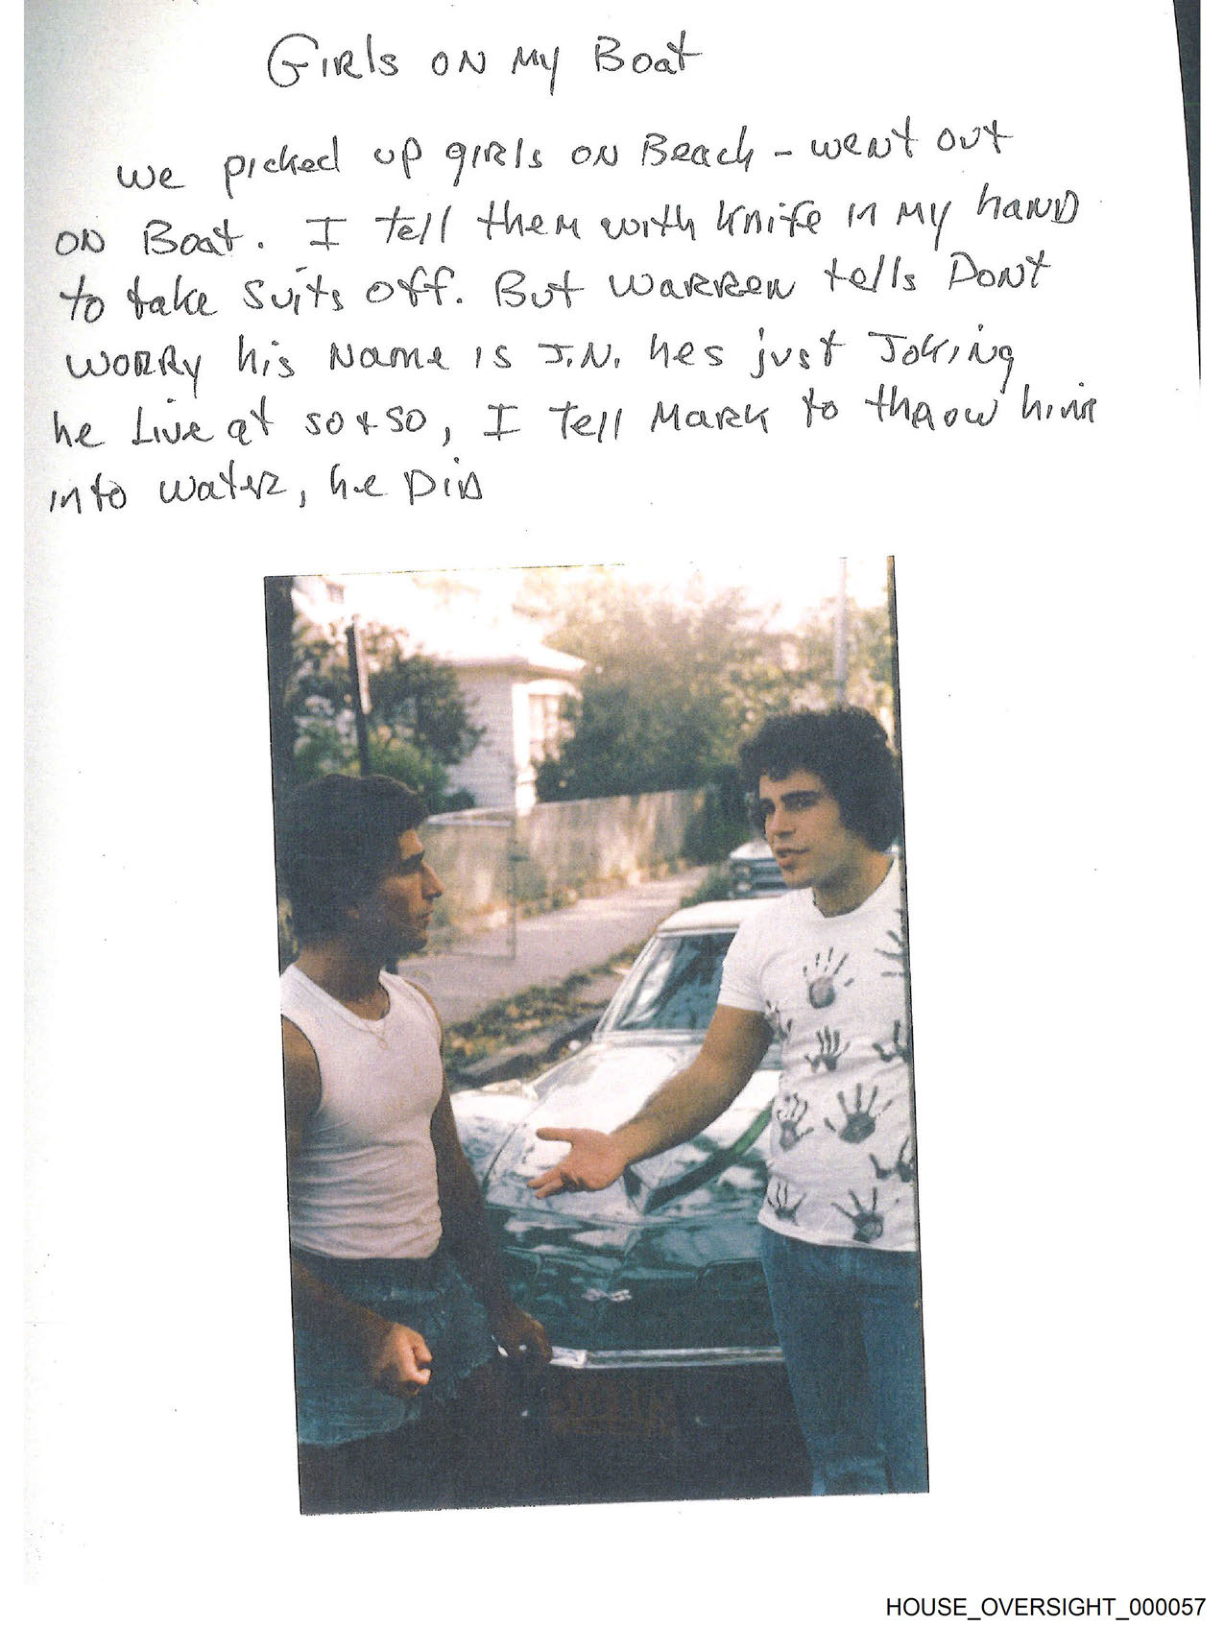 Girls on my Boat
we picked up girls on Beach - went out
on Boat. I tell them with knife in my hand
to take suits off. But Warren tells Dont
worry his Name is J.N. hes just Joking
he Live at so & so, I tell Mark to throw him
into water, he Did
HOUSE_OVERSIGHT_000057